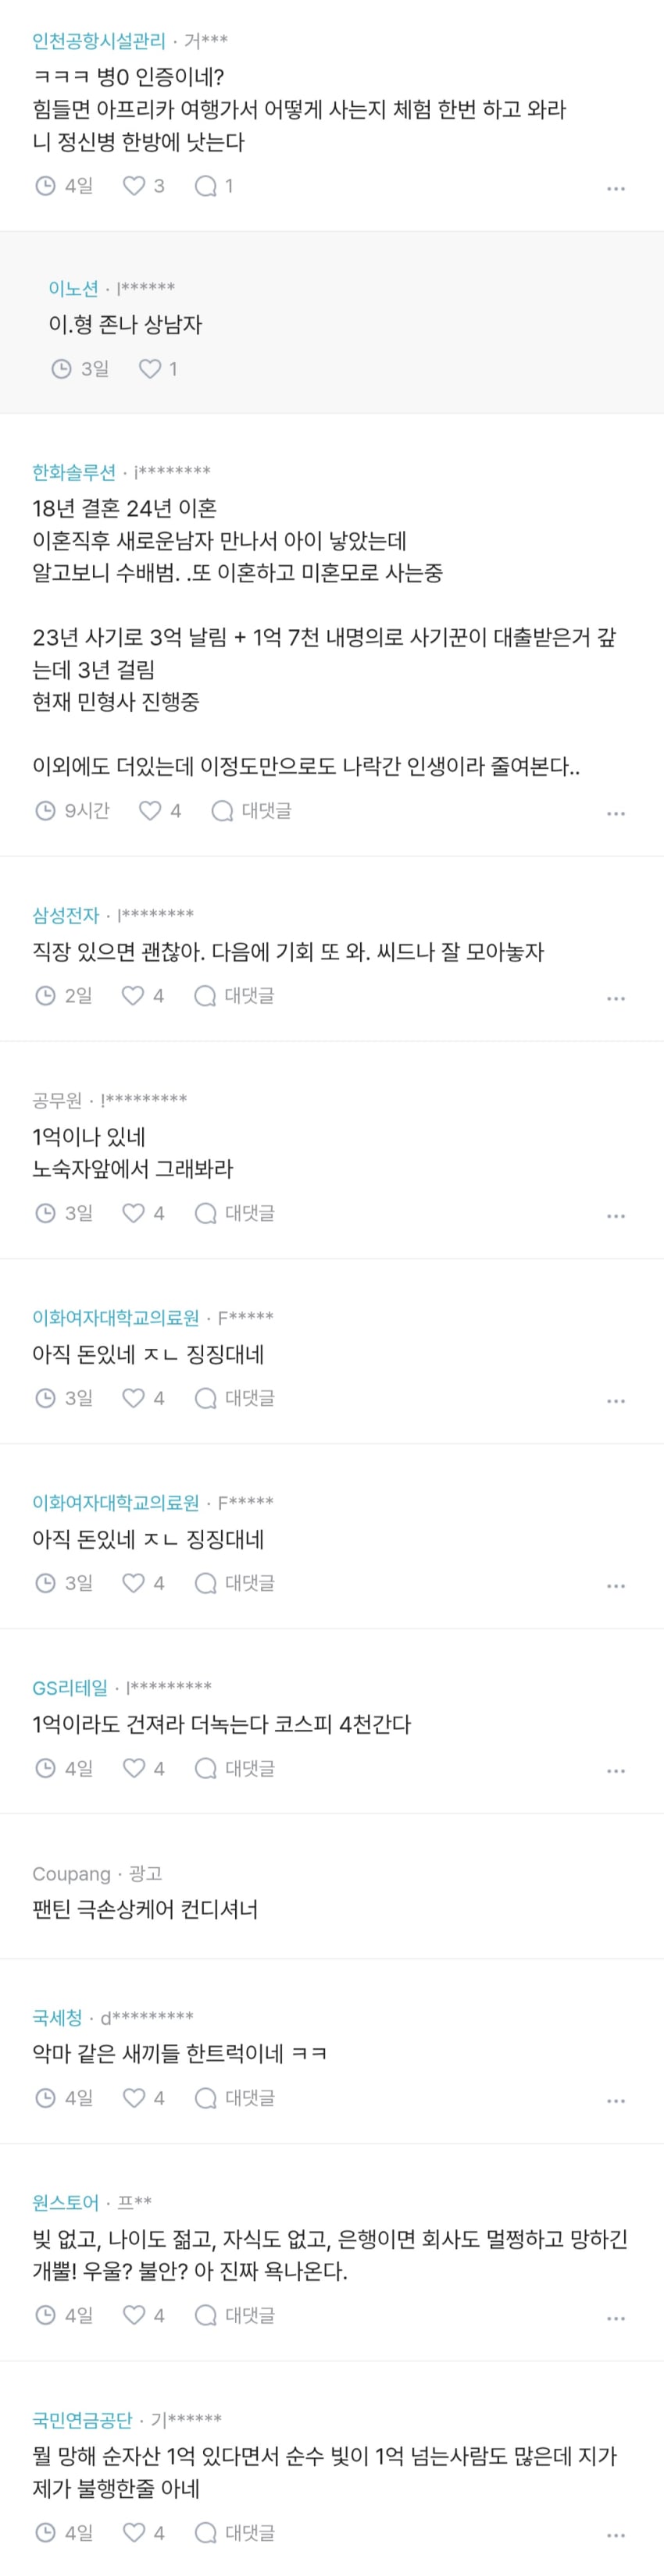 인천공항시설관리 · 거***
ㅋㅋㅋ 병0 인증이네?
힘들면 아프리카 여행가서 어떻게 사는지 체험 한번 하고 와라
니 정신병 한방에 낫는다
4일 3 1 ...
이노션 · l******
이.형 존나 상남자
3일 1
한화솔루션 · i********
18년 결혼 24년 이혼
이혼직후 새로운남자 만나서 아이 낳았는데
알고보니 수배범. .또 이혼하고 미혼모로 사는중
23년 사기로 3억 날림 + 1억 7천 내명의로 사기꾼이 대출받은거 갚
는데 3년 걸림
현재 민형사 진행중
이외에도 더있는데 이정도만으로도 나락간 인생이라 줄여본다..
9시간 4 대댓글 ...
삼성전자 · l********
직장 있으면 괜찮아. 다음에 기회 또 와. 씨드나 잘 모아놓자
2일 4 대댓글 ...
공무원 · !*********
1억이나 있네
노숙자앞에서 그래봐라
3일 4 대댓글 ...
이화여자대학교의료원 · F*****
아직 돈있네 ㅈㄴ 징징대네
3일 4 대댓글 ...
이화여자대학교의료원 · F*****
아직 돈있네 ㅈㄴ 징징대네
3일 4 대댓글 ...
GS리테일 · l*********
1억이라도 건져라 더녹는다 코스피 4천간다
4일 4 대댓글 ...
Coupang · 광고
팬틴 극손상케어 컨디셔너
국세청 · d*********
악마 같은 새끼들 한트럭이네 ㅋㅋ
4일 4 대댓글 ...
원스토어 · 프**
빚 없고, 나이도 젊고, 자식도 없고, 은행이면 회사도 멀쩡하고 망하긴
개뿔! 우울? 불안? 아 진짜 욕나온다.
4일 4 대댓글 ...
국민연금공단 · 기******
뭘 망해 순자산 1억 있다면서 순수 빛이 1억 넘는사람도 많은데 지가
제가 불행한줄 아네
4일 4 대댓글 ...